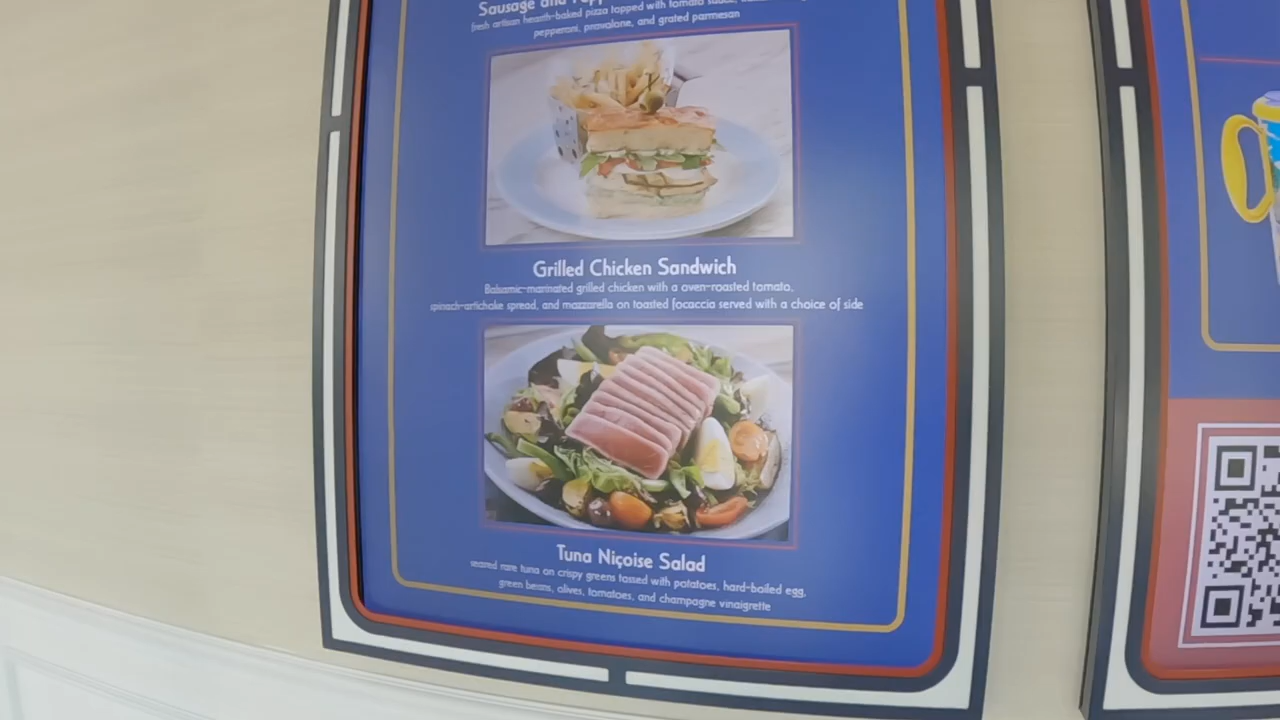 Sausage and
fresh artisan hearth-baked pizza topped with tomato sauce,
pepperoni, provolone, and grated parmesan
Grilled Chicken Sandwich
Balsamic-marinated grilled chicken with a oven-roasted tomato,
spinach-artichoke spread, and mozzarella on toasted focaccia served with a choice of side
Tuna Niçoise Salad
seared rare tuna on crispy greens tossed with potatoes, hard-boiled egg,
green beans, olives, tomatoes, and champagne vinaigrette